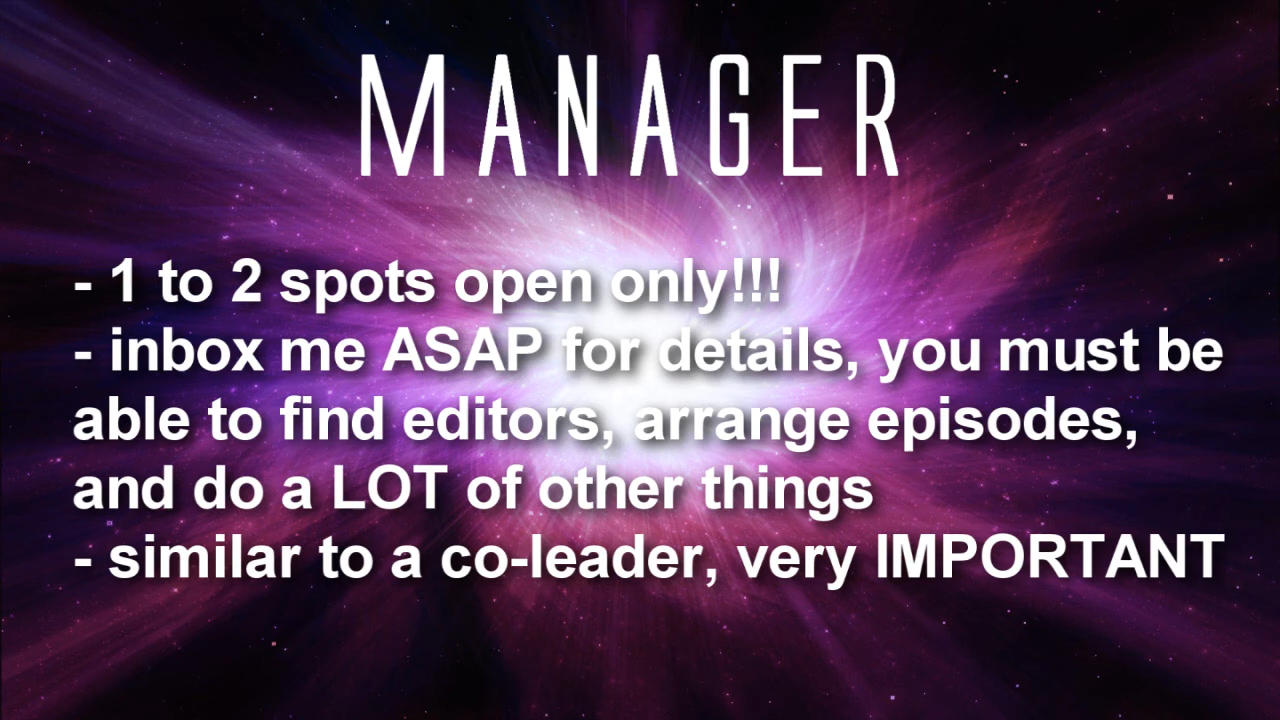 MANAGER
- 1 to 2 spots open only!!!
- inbox me ASAP for details, you must be
able to find editors, arrange episodes,
and do a LOT of other things
- similar to a co-leader, very IMPORTANT